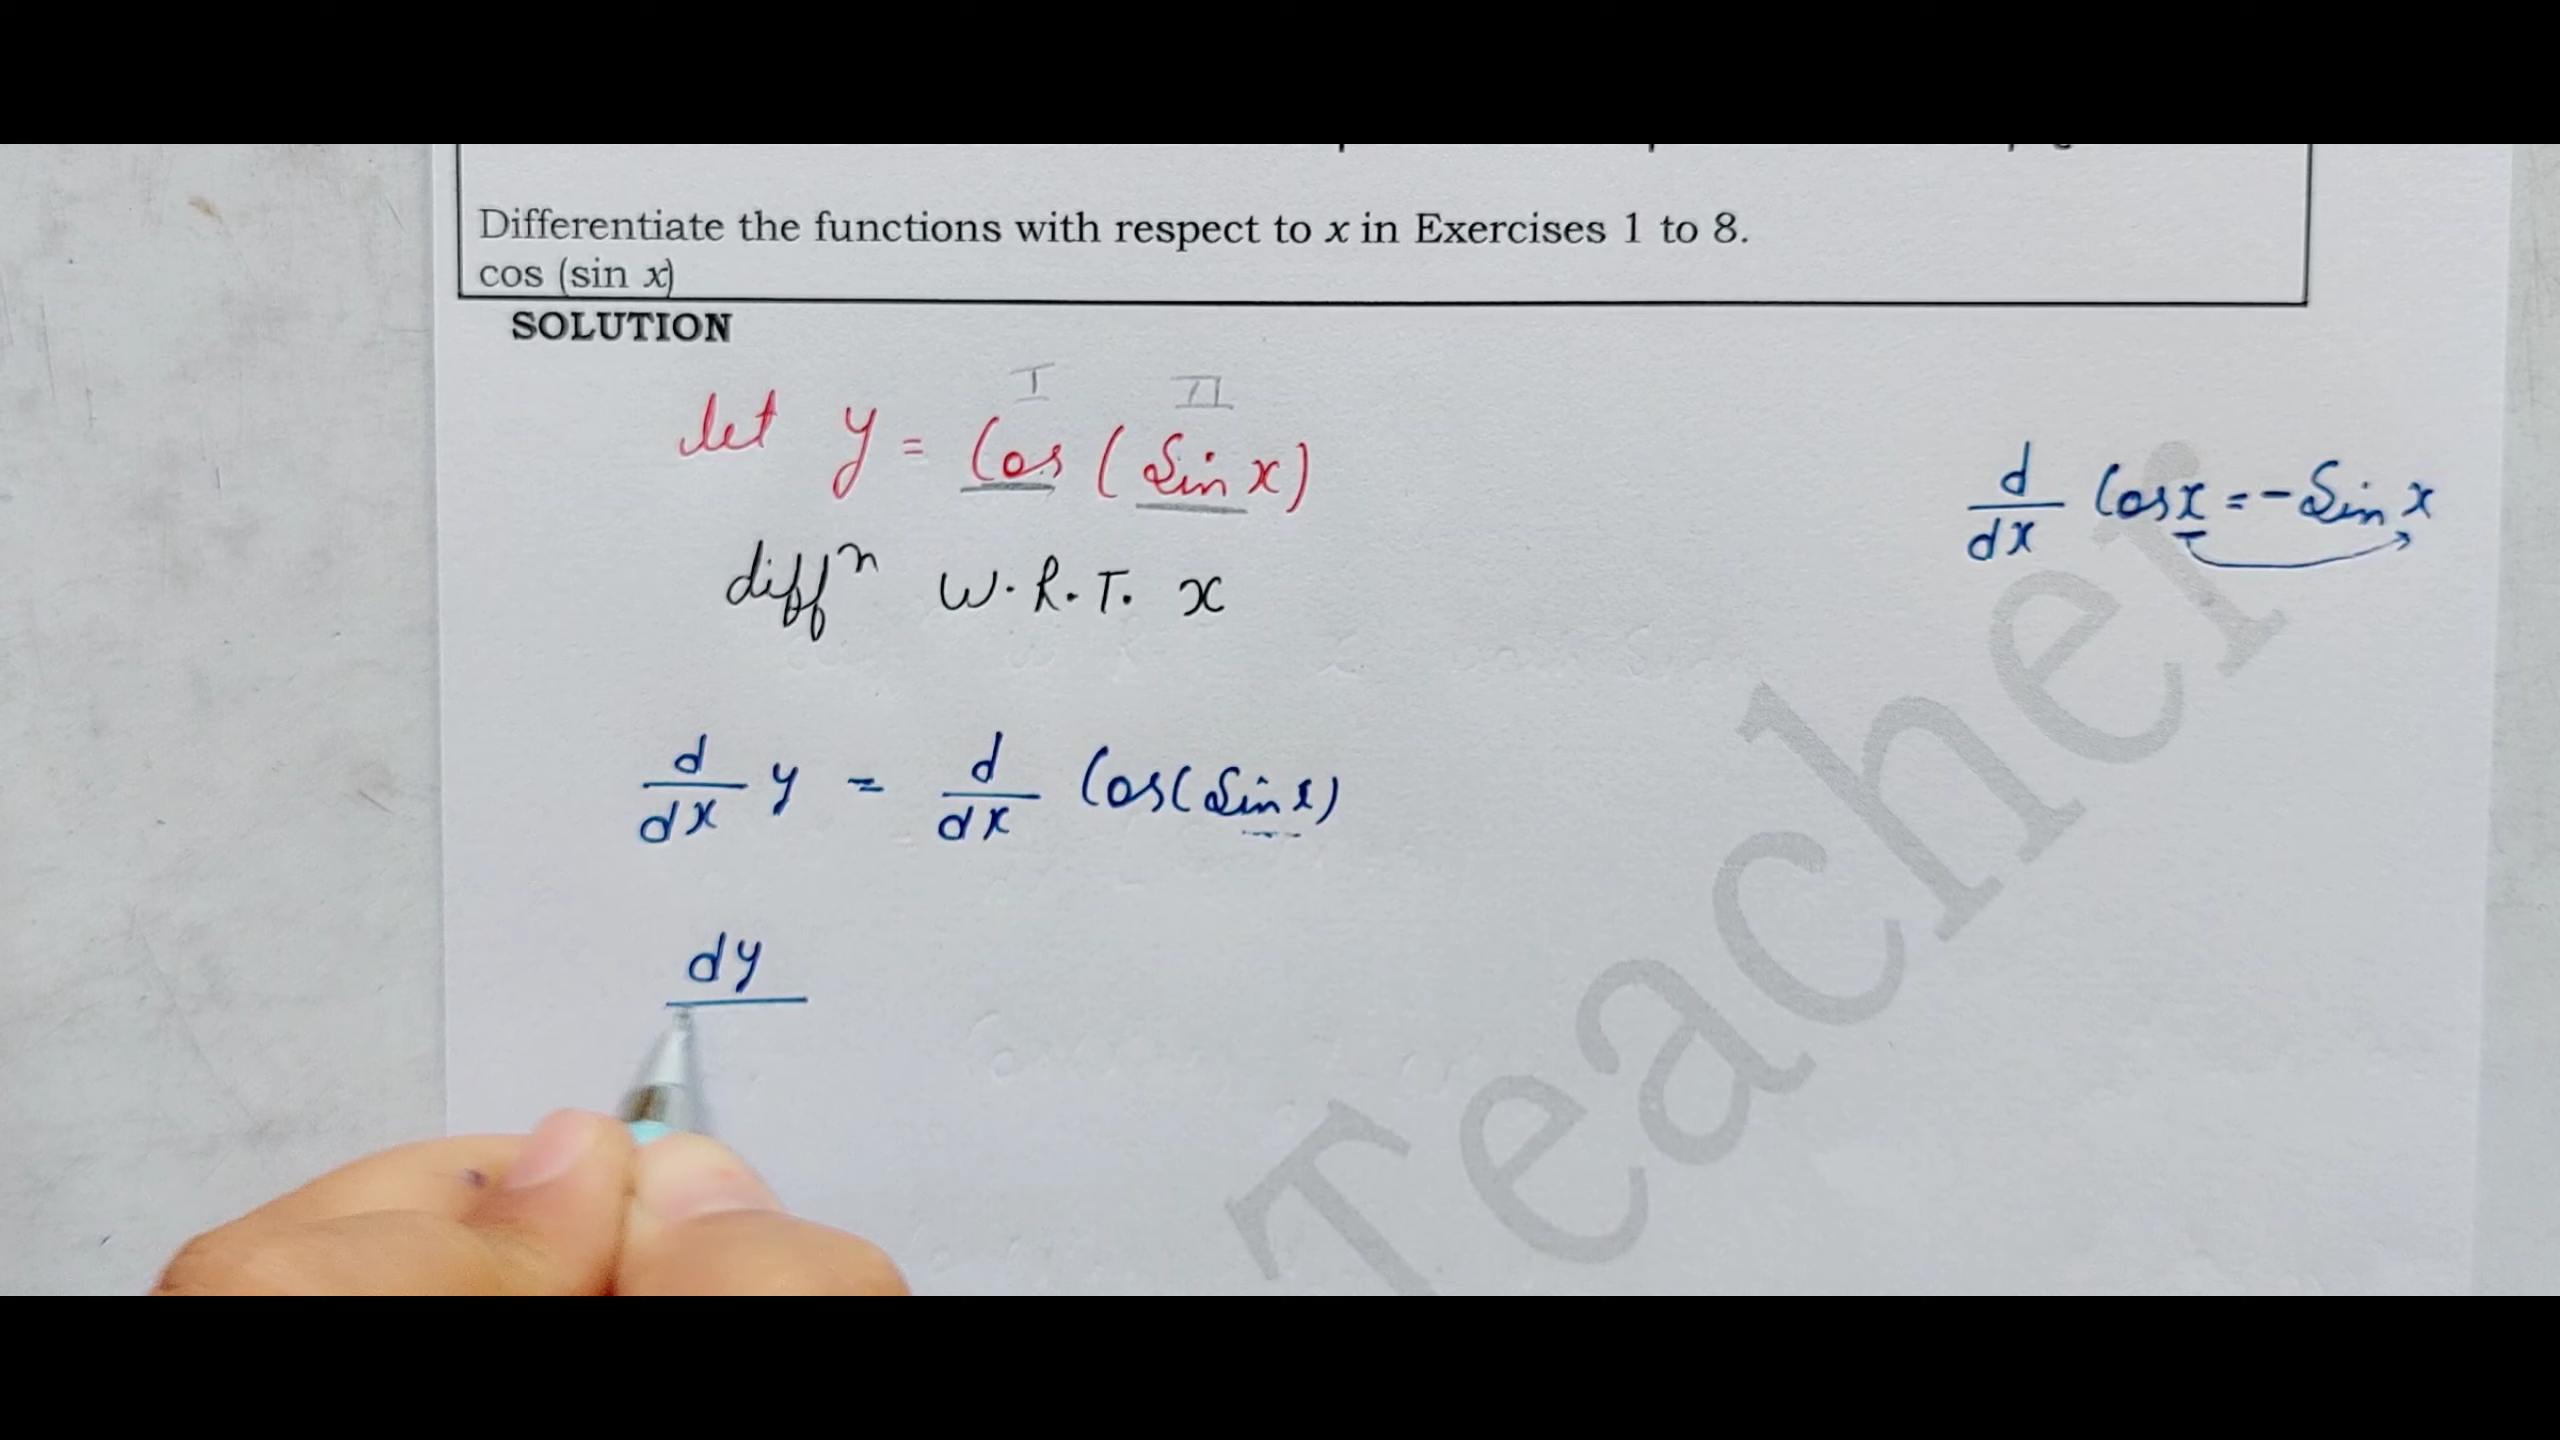 Differentiate the functions with respect to x in Exercises 1 to 8.
cos (sin x)
SOLUTION
I II
let y = Cos (Sin x)
d/dx Cosx = -Sin x
diffⁿ W.R.T. x
d/dx y = d/dx Cos(Sin x)
dy
Teacher